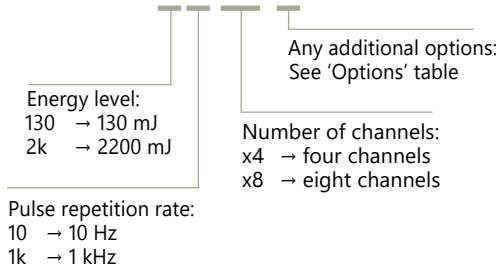 Any additional options:
See ‘Options’ table
Energy level:
130 → 130 mJ
2k → 2200 mJ
Number of channels:
x4 → four channels
x8 → eight channels
Pulse repetition rate:
10 → 10 Hz
1k → 1 kHz